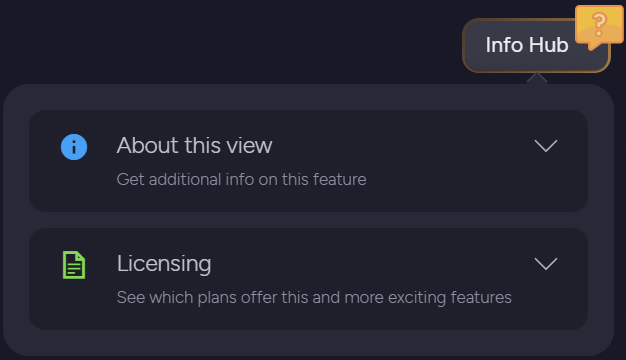 Info Hub
?
About this view
Get additional info on this feature
Licensing
See which plans offer this and more exciting features